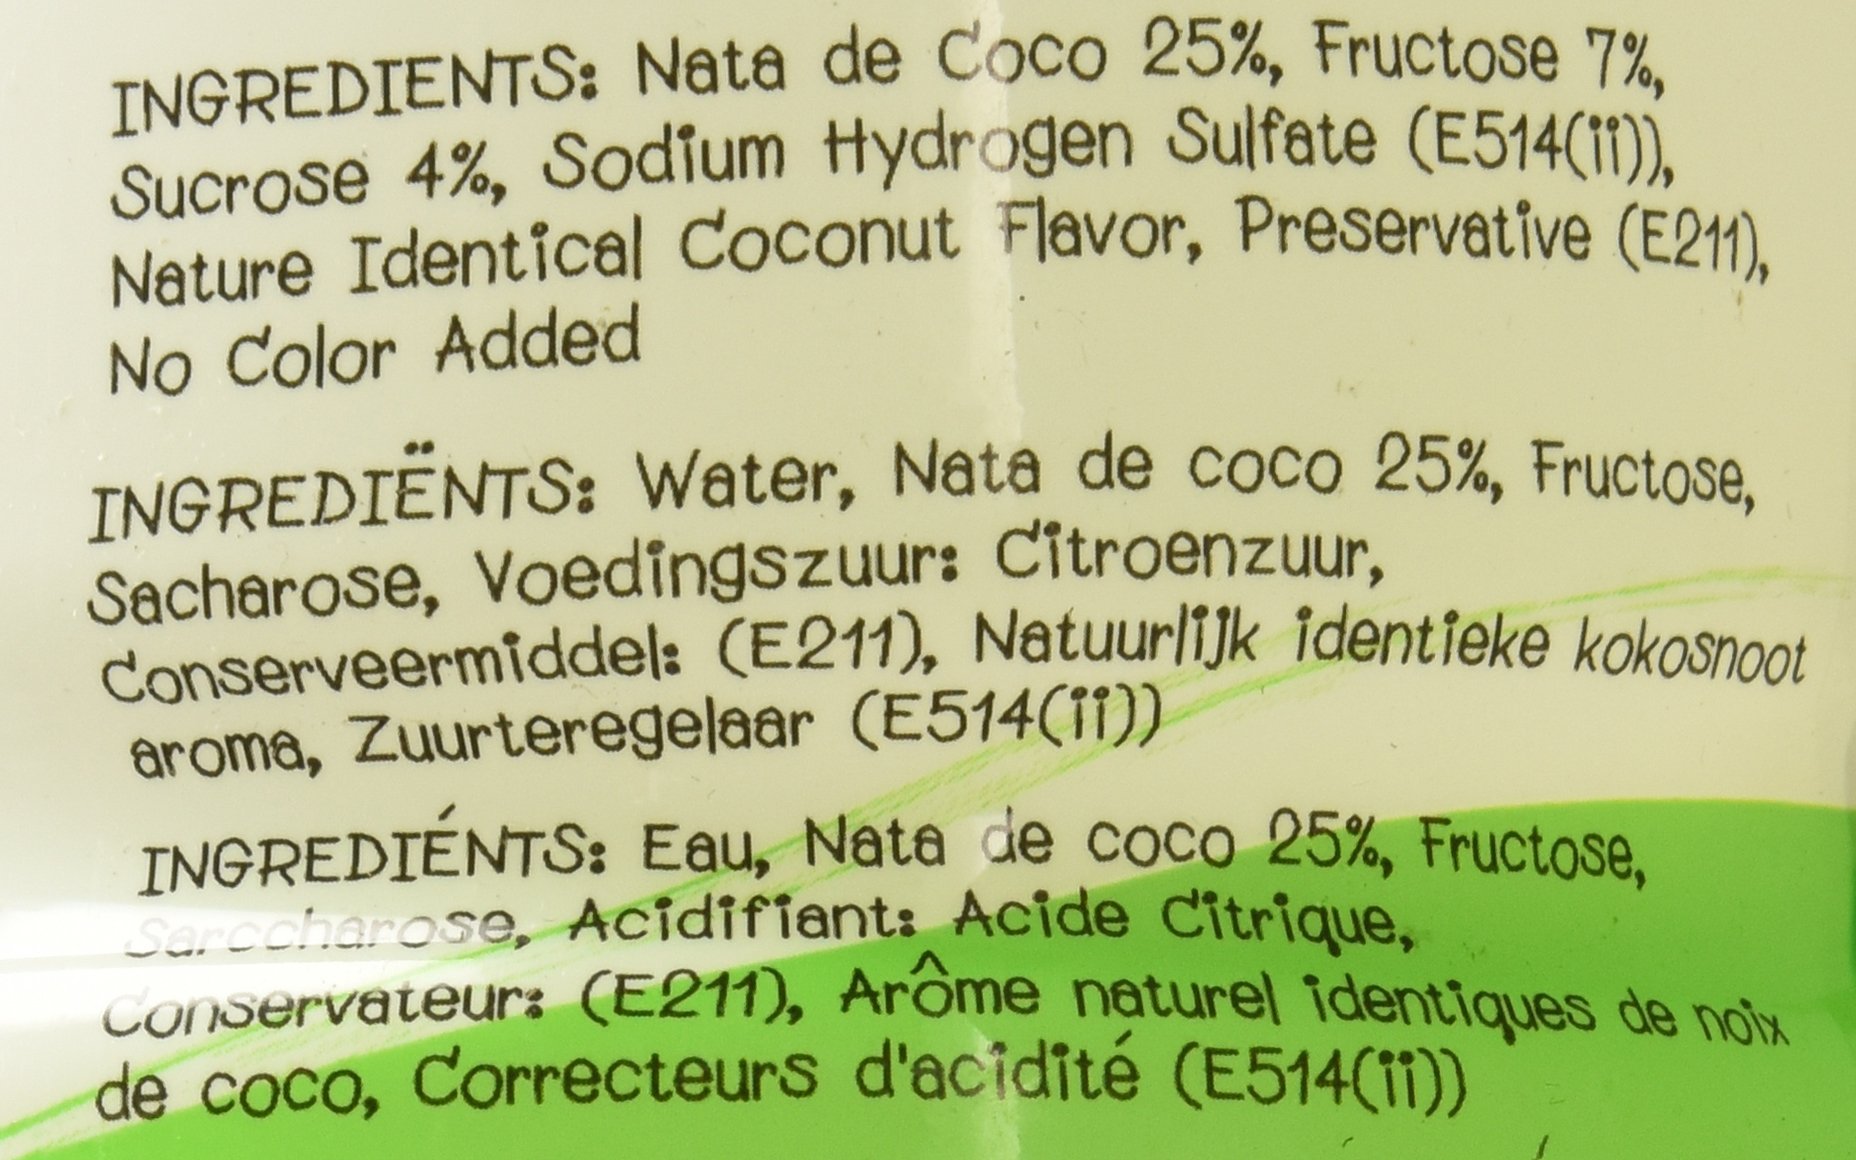 INGREDIENTS: Nata de Coco 25%, Fructose 7%,
Sucrose 4%, Sodium Hydrogen Sulfate (E514(ii)),
Nature Identical Coconut Flavor, Preservative (E211),
No Color Added
INGREDIËNTS: Water, Nata de coco 25%, Fructose,
Sacharose, Voedingszuur: Citroenzuur,
Conserveermiddel: (E211), Natuurlijk identieke kokosnoot
aroma, Zuurteregelaar (E514(ii))
INGREDIÉNTS: Eau, Nata de coco 25%, Fructose,
Sarccharose, Acidifiant: Acide Citrique,
Conservateur: (E211), Arôme naturel identiques de noix
de coco, Correcteurs d'acidité (E514(ii))